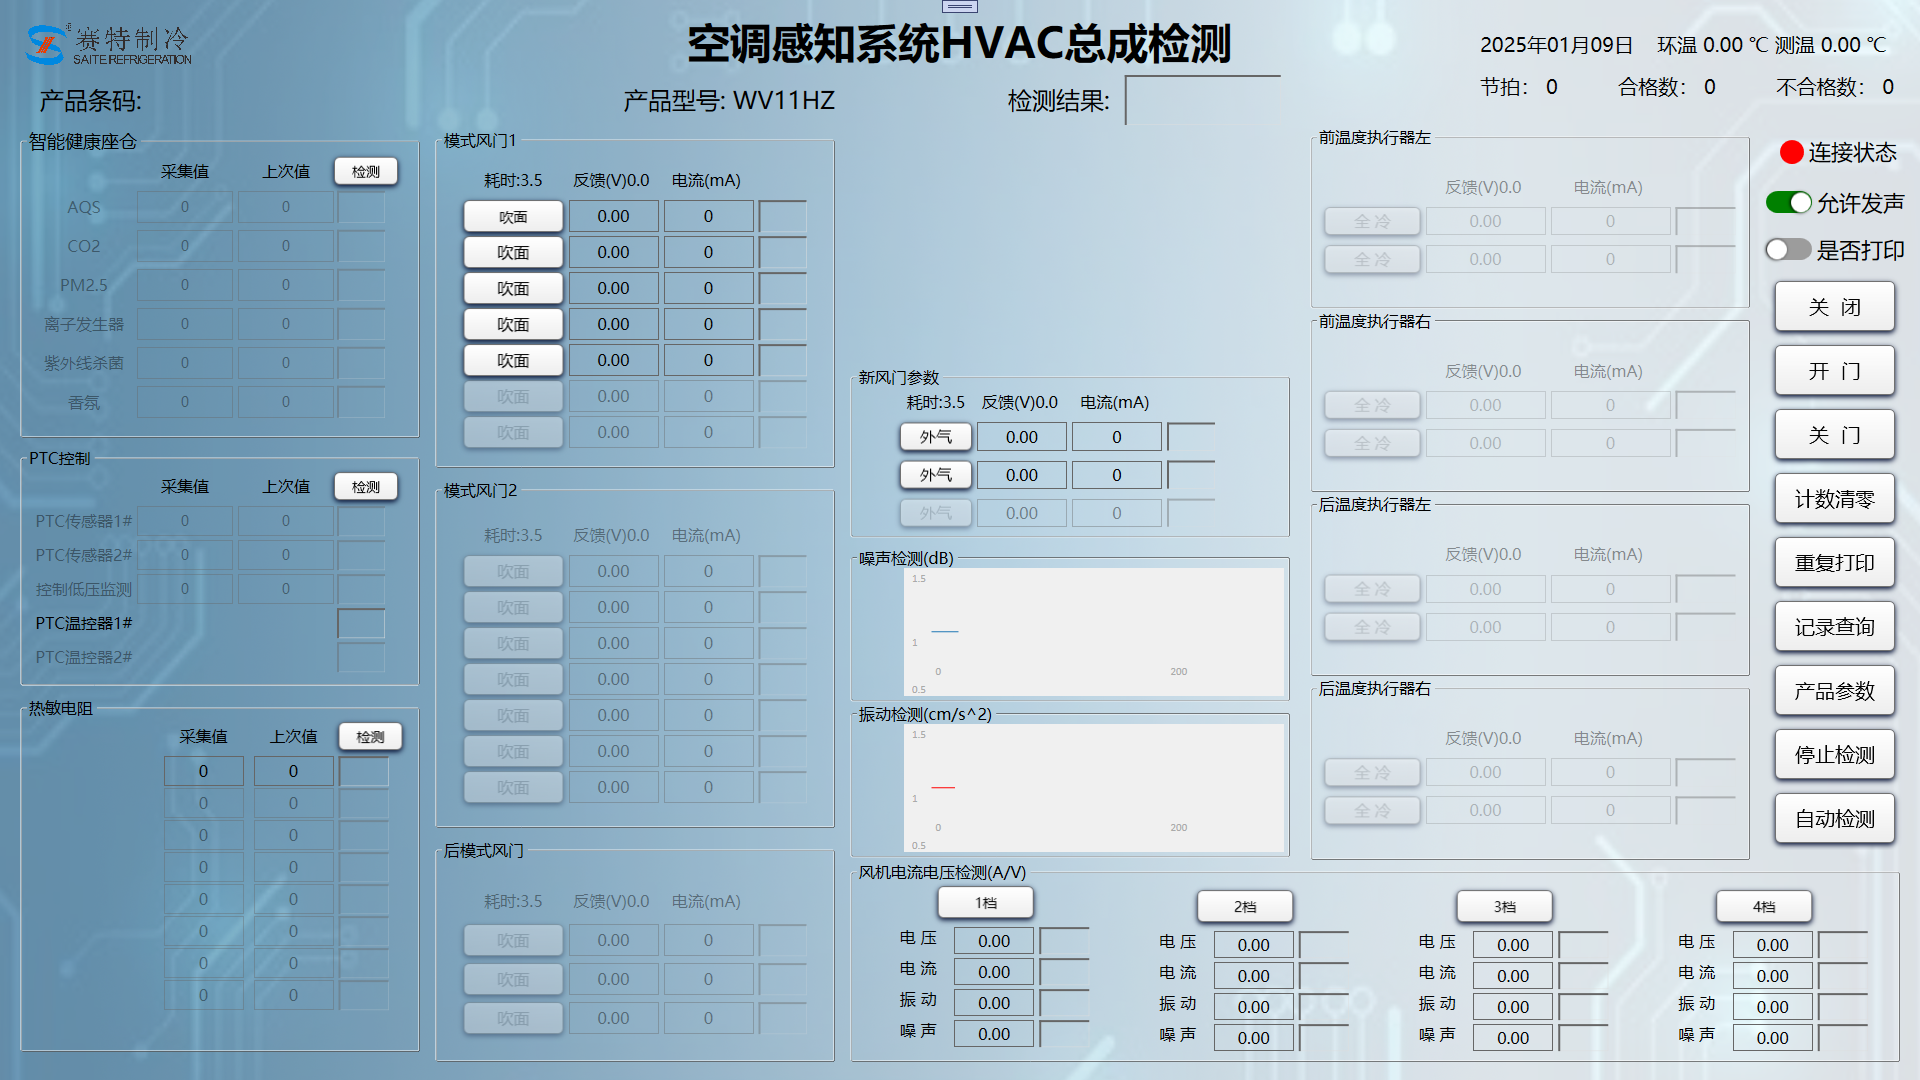 赛特制冷
SAITE REFRIGERATION
空调感知系统HVAC总成检测
2025年01月09日 环温 0.00 ℃ 测温 0.00 ℃
产品条码:
产品型号: WV11HZ
检测结果:
节拍: 0 合格数: 0 不合格数: 0
智能健康座仓
采集值 上次值 检测
AQS 0 0
CO2 0 0
PM2.5 0 0
离子发生器 0 0
紫外线杀菌 0 0
香氛 0 0
PTC控制
采集值 上次值 检测
PTC传感器1# 0 0
PTC传感器2# 0 0
控制低压监测 0 0
PTC温控器1#
PTC温控器2#
热敏电阻
采集值 上次值 检测
0 0
0 0
0 0
0 0
0 0
0 0
0 0
0 0
模式风门1
耗时:3.5 反馈(V)0.0 电流(mA)
吹面 0.00 0
吹面 0.00 0
吹面 0.00 0
吹面 0.00 0
吹面 0.00 0
吹面 0.00 0
吹面 0.00 0
模式风门2
耗时:3.5 反馈(V)0.0 电流(mA)
吹面 0.00 0
吹面 0.00 0
吹面 0.00 0
吹面 0.00 0
吹面 0.00 0
吹面 0.00 0
吹面 0.00 0
后模式风门
耗时:3.5 反馈(V)0.0 电流(mA)
吹面 0.00 0
吹面 0.00 0
吹面 0.00 0
新风门参数
耗时:3.5 反馈(V)0.0 电流(mA)
外气 0.00 0
外气 0.00 0
外气 0.00 0
噪声检测(dB)
1.5
1
0 200
0.5
振动检测(cm/s^2)
1.5
1
0 200
0.5
风机电流电压检测(A/V)
1档 2档 3档 4档
电 压 0.00 电 压 0.00 电 压 0.00 电 压 0.00
电 流 0.00 电 流 0.00 电 流 0.00 电 流 0.00
振 动 0.00 振 动 0.00 振 动 0.00 振 动 0.00
噪 声 0.00 噪 声 0.00 噪 声 0.00 噪 声 0.00
前温度执行器左
反馈(V)0.0 电流(mA)
全 冷 0.00 0
全 冷 0.00 0
前温度执行器右
反馈(V)0.0 电流(mA)
全 冷 0.00 0
全 冷 0.00 0
后温度执行器左
反馈(V)0.0 电流(mA)
全 冷 0.00 0
全 冷 0.00 0
后温度执行器右
反馈(V)0.0 电流(mA)
全 冷 0.00 0
全 冷 0.00 0
连接状态
允许发声
是否打印
关 闭
开 门
关 门
计数清零
重复打印
记录查询
产品参数
停止检测
自动检测